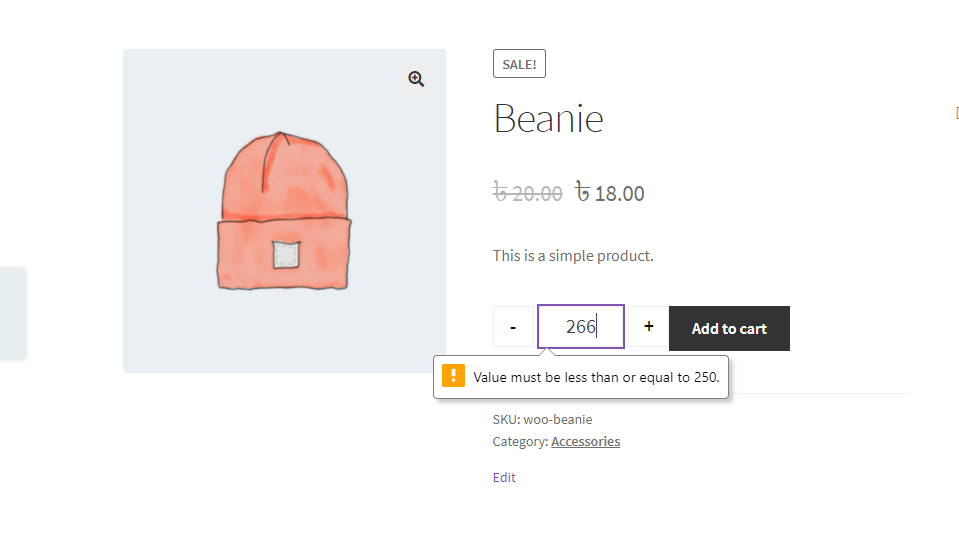 SALE!
Beanie
৳ 20.00 ৳ 18.00
This is a simple product.
- 266 + Add to cart
Value must be less than or equal to 250.
SKU: woo-beanie
Category: Accessories
Edit